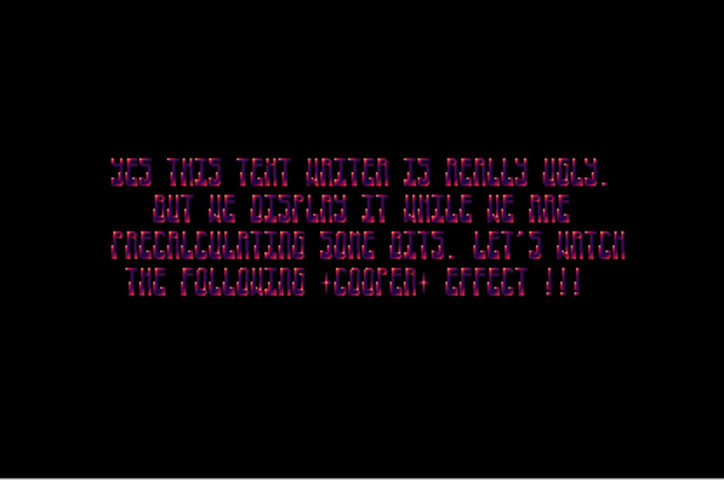 YES THIS TEXT WRITER IS REALLY UGLY.
BUT WE DISPLAY IT WHILE WE ARE
PRECALCULATING SOME BITS. LET'S WATCH
THE FOLLOWING +COOPER+ EFFECT !!!